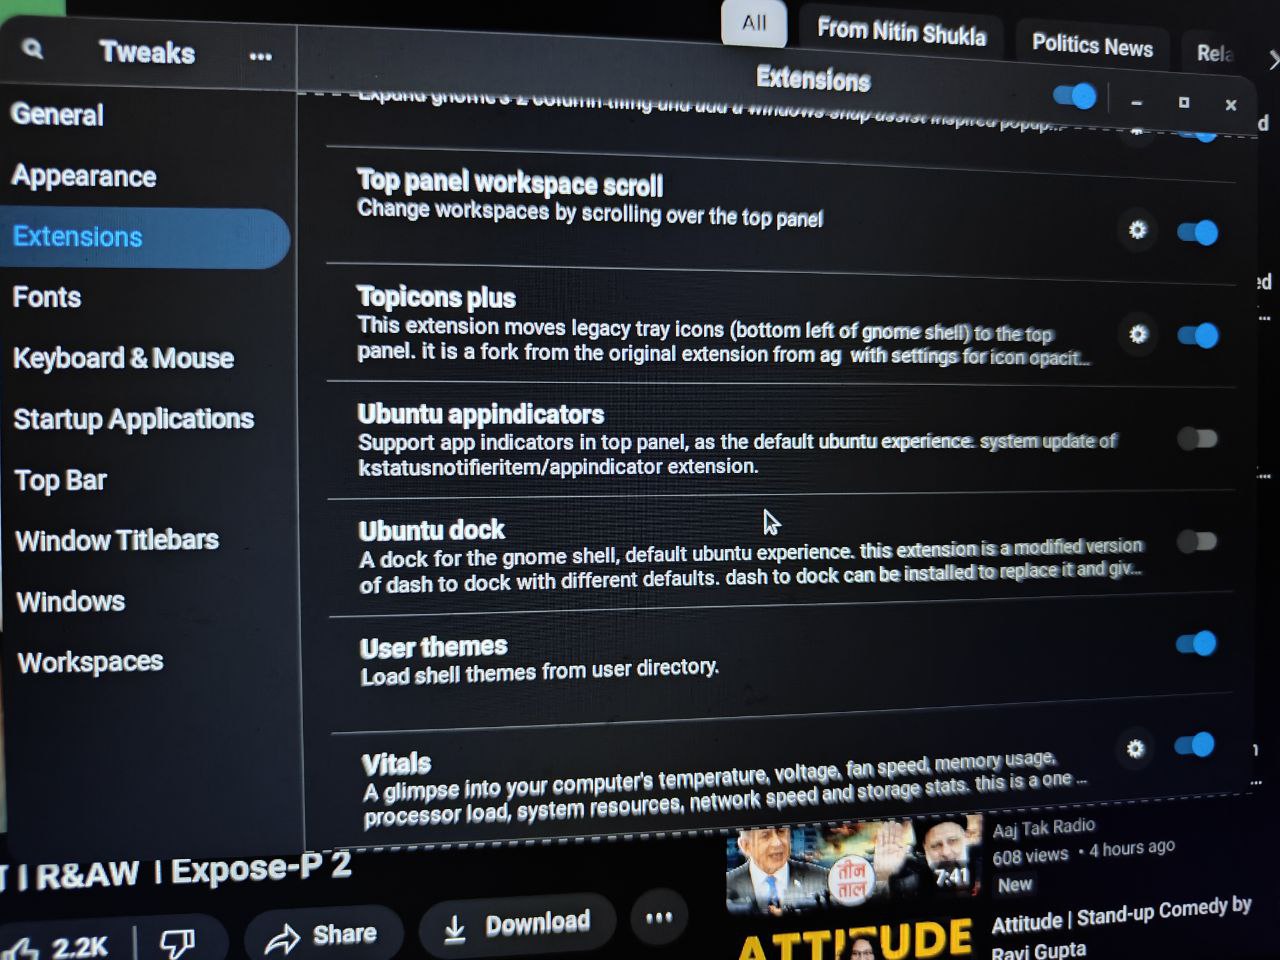 All
From Nitin Shukla
Politics News
Rela
Tweaks
Extensions
General
Appearance
Extensions
Fonts
Keyboard & Mouse
Startup Applications
Top Bar
Window Titlebars
Windows
Workspaces
Expand gnome's 2 column tiling and add a windows snap assist inspired popup...
Top panel workspace scroll
Change workspaces by scrolling over the top panel
Topicons plus
This extension moves legacy tray icons (bottom left of gnome shell) to the top
panel. it is a fork from the original extension from ag with settings for icon opacit...
Ubuntu appindicators
Support app indicators in top panel, as the default ubuntu experience. system update of
kstatusnotifieritem/appindicator extension.
Ubuntu dock
A dock for the gnome shell, default ubuntu experience. this extension is a modified version
of dash to dock with different defaults. dash to dock can be installed to replace it and giv...
User themes
Load shell themes from user directory.
Vitals
A glimpse into your computer's temperature, voltage, fan speed, memory usage,
processor load, system resources, network speed and storage stats. this is a one ...
T | R&AW | Expose-P 2
2.2K
Share
Download
तीन
ताल
7:41
Aaj Tak Radio
608 views • 4 hours ago
New
ATTITUDE
Attitude | Stand-up Comedy by
Ravi Gupta